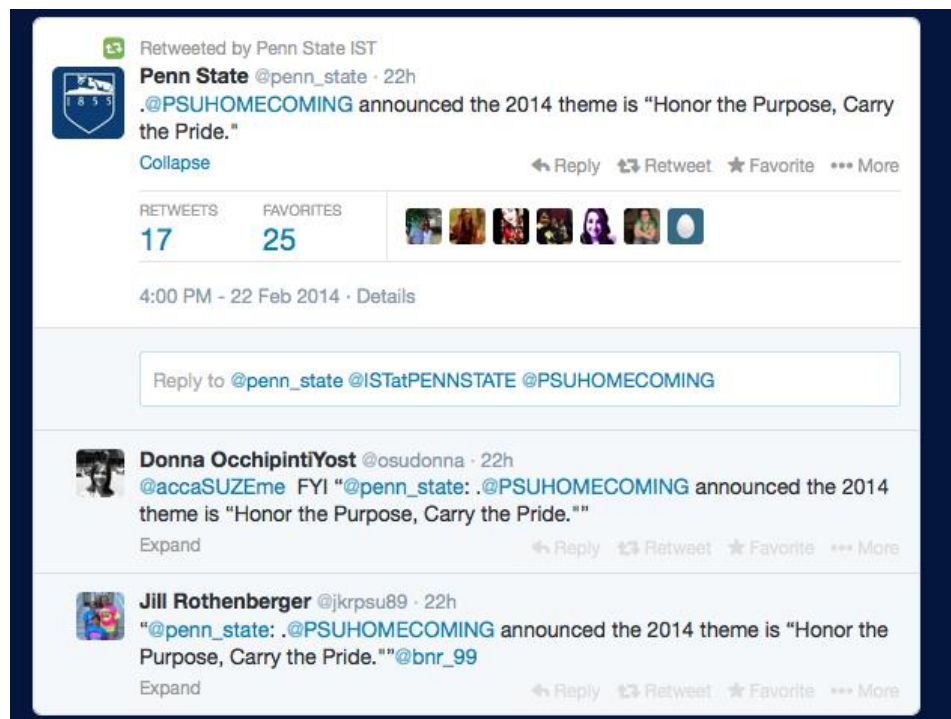 Retweeted by Penn State IST
Penn State @penn_state · 22h
.@PSUHOMECOMING announced the 2014 theme is “Honor the Purpose, Carry
the Pride."
Collapse
Reply Retweet Favorite ••• More
1855
RETWEETS FAVORITES
17 25
4:00 PM - 22 Feb 2014 · Details
Reply to @penn_state @ISTatPENNSTATE @PSUHOMECOMING
Donna OcchipintiYost @osudonna · 22h
@accaSUZEme FYI “@penn_state: .@PSUHOMECOMING announced the 2014
theme is “Honor the Purpose, Carry the Pride."”
Expand
Reply Retweet Favorite ••• More
Jill Rothenberger @jkrpsu89 · 22h
“@penn_state: .@PSUHOMECOMING announced the 2014 theme is “Honor the
Purpose, Carry the Pride."”@bnr_99
Expand
Reply Retweet Favorite ••• More